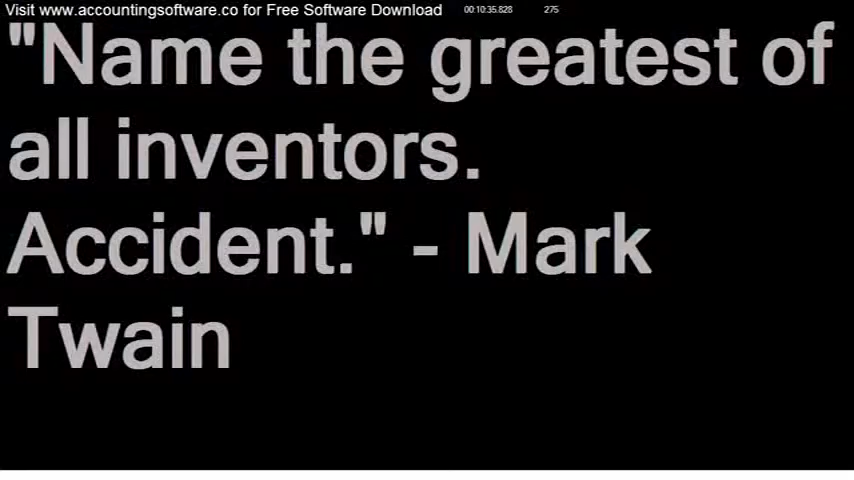 Visit www.accountingsoftware.co for Free Software Download 00:10:35.828 275
"Name the greatest of
all inventors.
Accident." - Mark
Twain